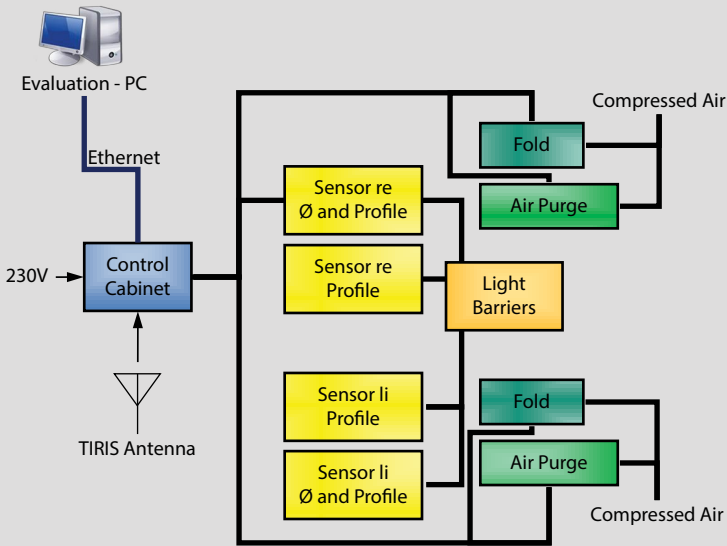 Evaluation - PC
Ethernet
230V
Control
Cabinet
TIRIS Antenna
Sensor re
Ø and Profile
Sensor re
Profile
Light
Barriers
Sensor li
Profile
Sensor li
Ø and Profile
Compressed Air
Fold
Air Purge
Fold
Air Purge
Compressed Air